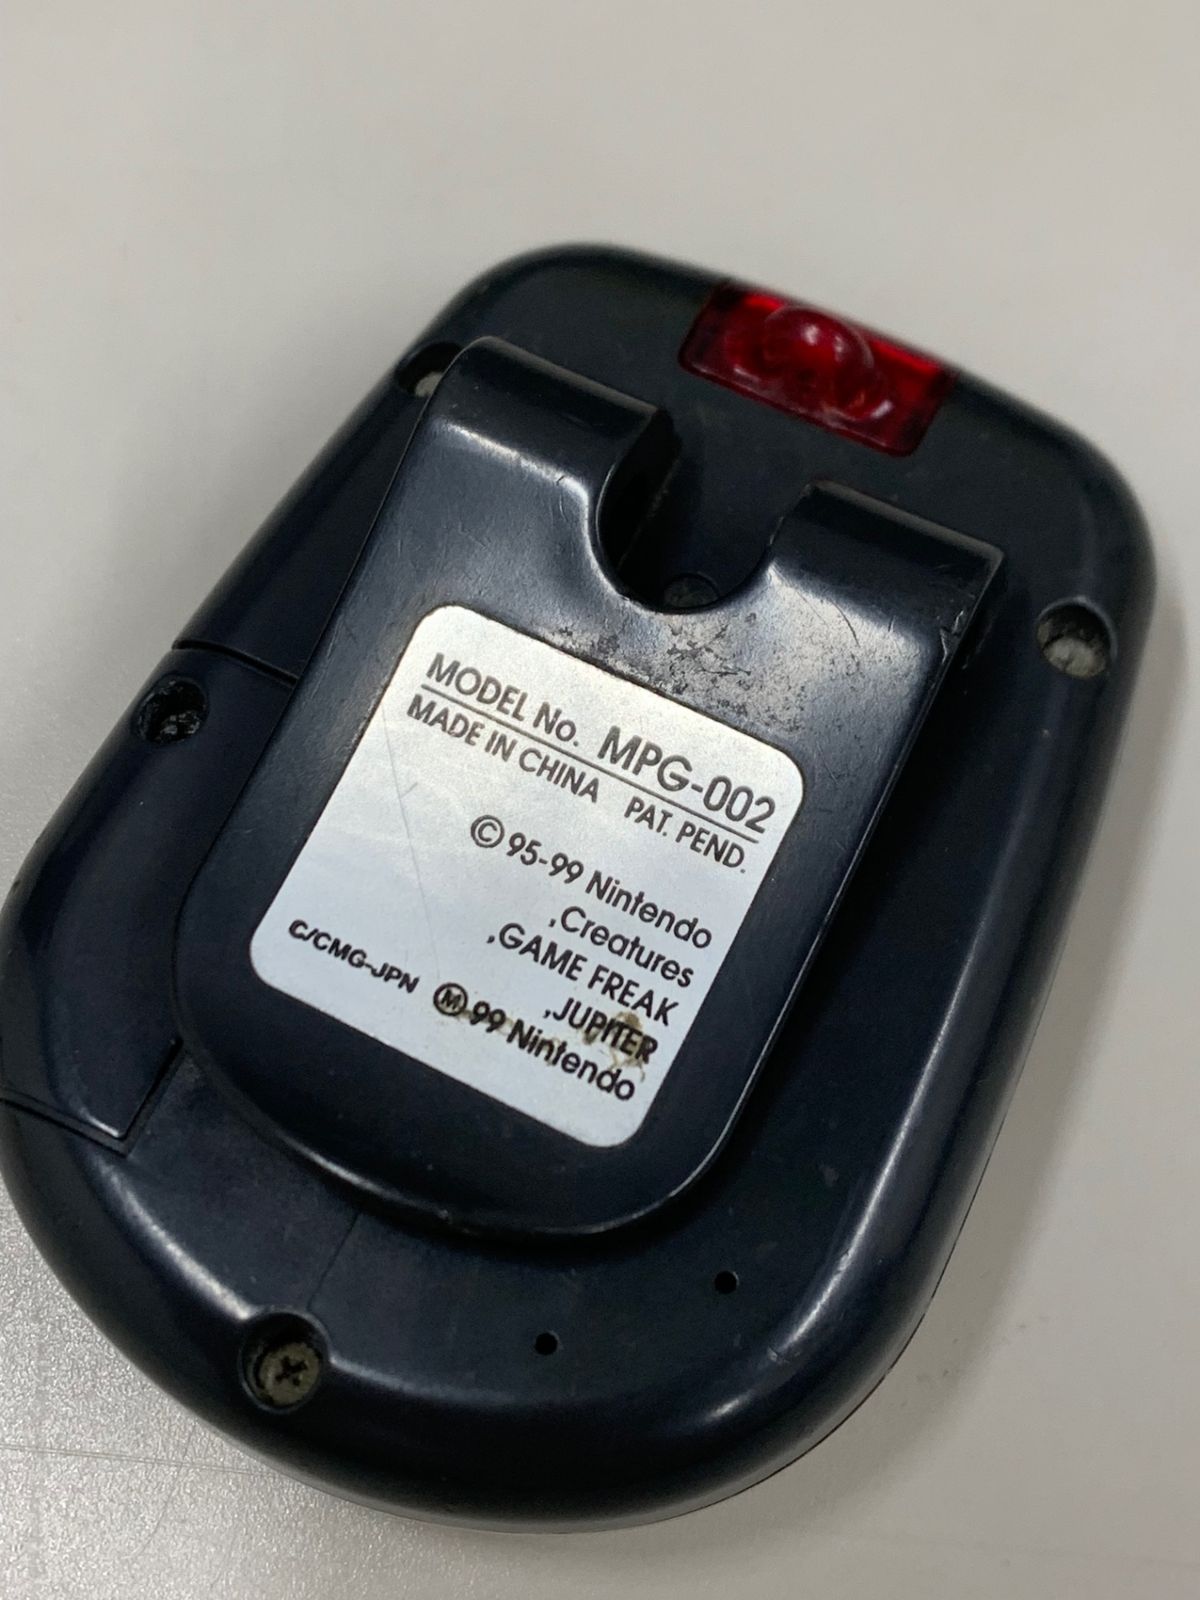 MODEL No. MPG-002
MADE IN CHINA PAT. PEND.
© 95-99 Nintendo
,Creatures
,GAME FREAK
,JUPITER
C/CMG-JPN Ⓜ 99 Nintendo